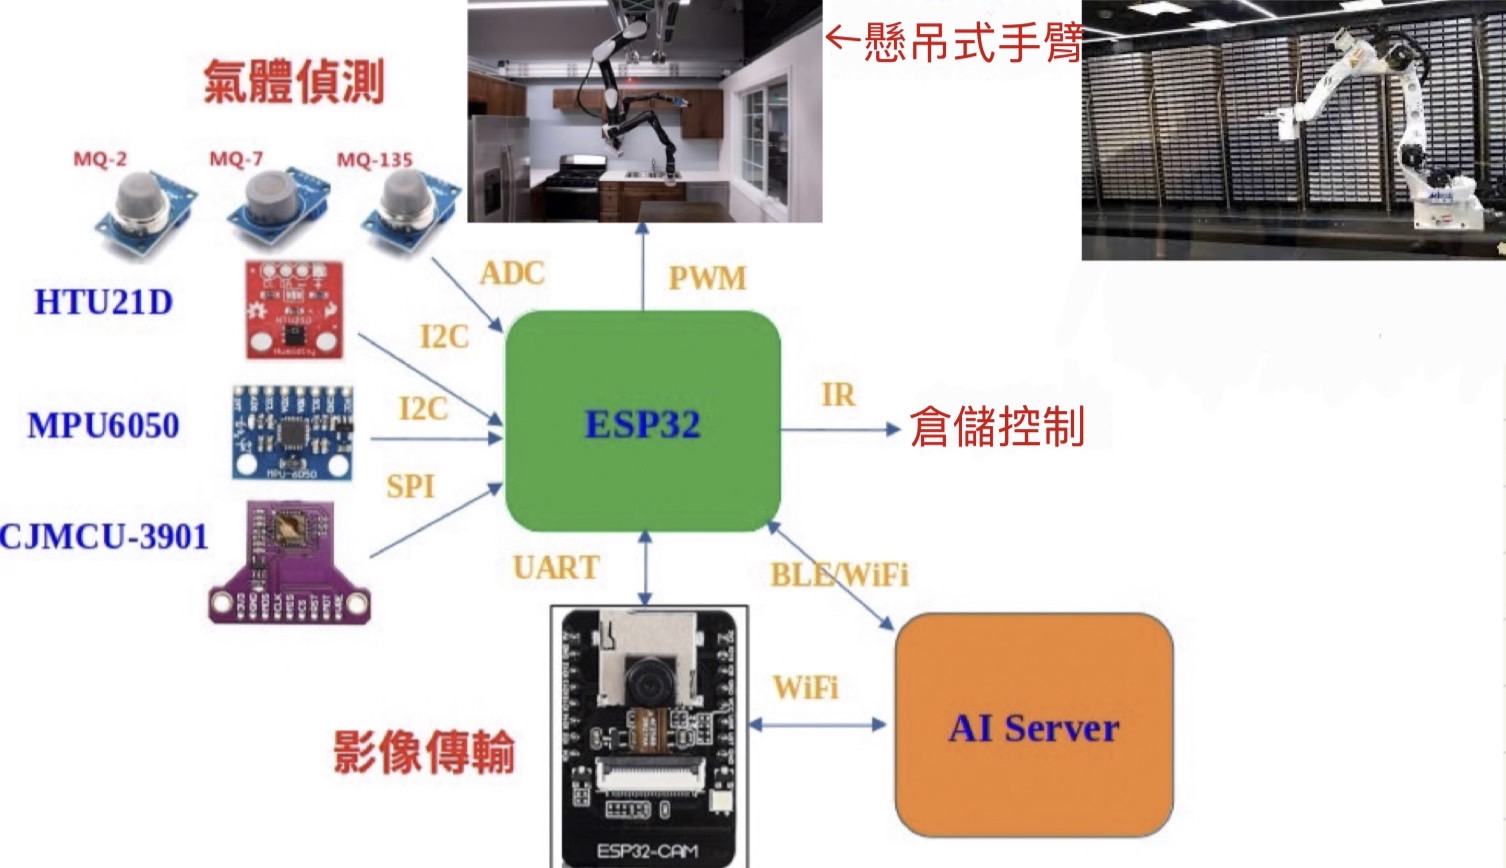 ←懸吊式手臂
氣體偵測
MQ-2
MQ-7
MQ-135
ADC
PWM
HTU21D
I2C
IR
MPU6050
I2C
ESP32
倉儲控制
MPU-6050
SPI
CJMCU-3901
UART
BLE/WiFi
WiFi
AI Server
影像傳輸
ESP32-CAM